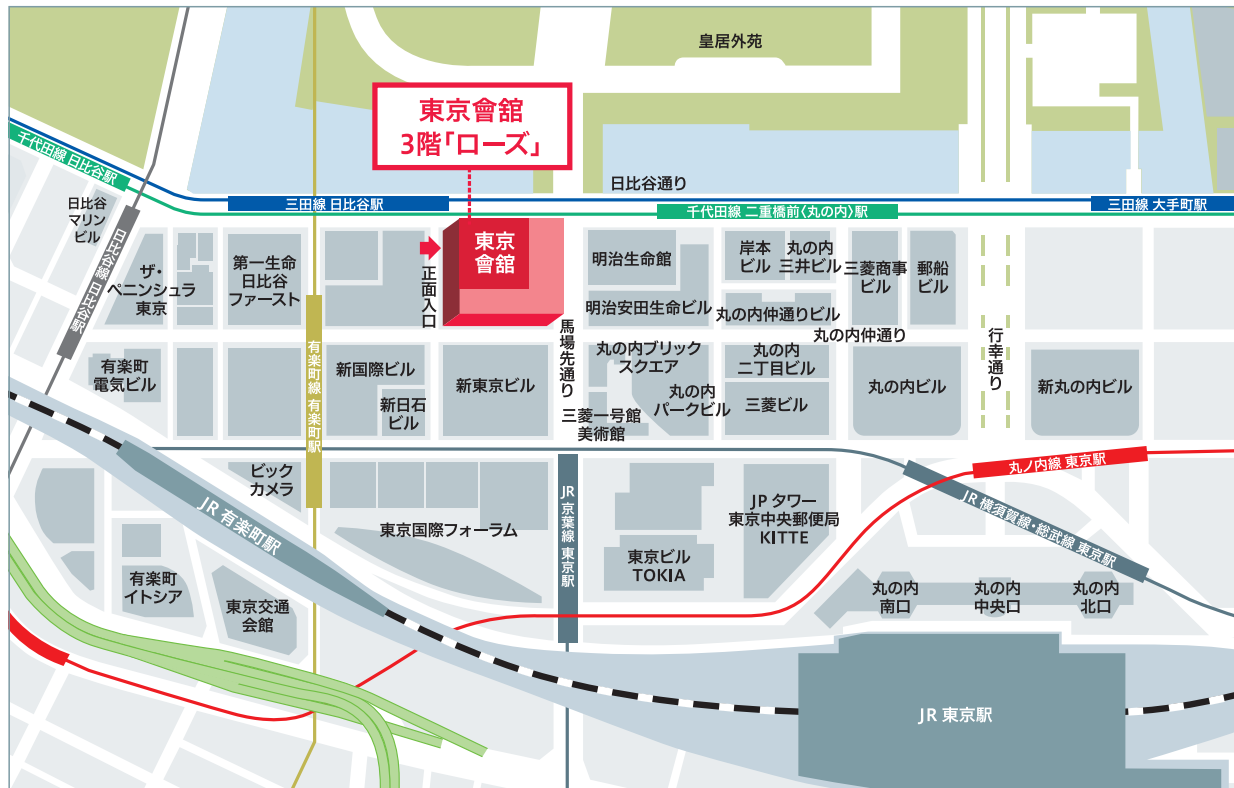 皇居外苑
東京會舘
3階「ローズ」
日比谷通り
千代田線 日比谷駅
三田線 日比谷駅
千代田線 二重橋前〈丸の内〉駅
三田線 大手町駅
日比谷
マリン
ビル
日比谷線 日比谷駅
ザ・
ペニンシュラ
東京
第一生命
日比谷
ファースト
正面入口
東京
會舘
明治生命館
明治安田生命ビル
岸本
ビル
丸の内
三井ビル
三菱商事
ビル
郵船
ビル
丸の内仲通りビル
丸の内仲通り
馬場先通り
行幸通り
有楽町
電気ビル
有楽町線 有楽町駅
新国際ビル
新日石
ビル
新東京ビル
丸の内ブリック
スクエア
丸の内
パークビル
三菱一号館
美術館
丸の内
二丁目ビル
三菱ビル
丸の内ビル
新丸の内ビル
丸ノ内線 東京駅
ビック
カメラ
JR 有楽町駅
東京国際フォーラム
JR 京葉線 東京駅
東京ビル
TOKIA
JP タワー
東京中央郵便局
KITTE
JR 横須賀線・総武線 東京駅
有楽町
イトシア
東京交通
会館
丸の内
南口
丸の内
中央口
丸の内
北口
JR 東京駅